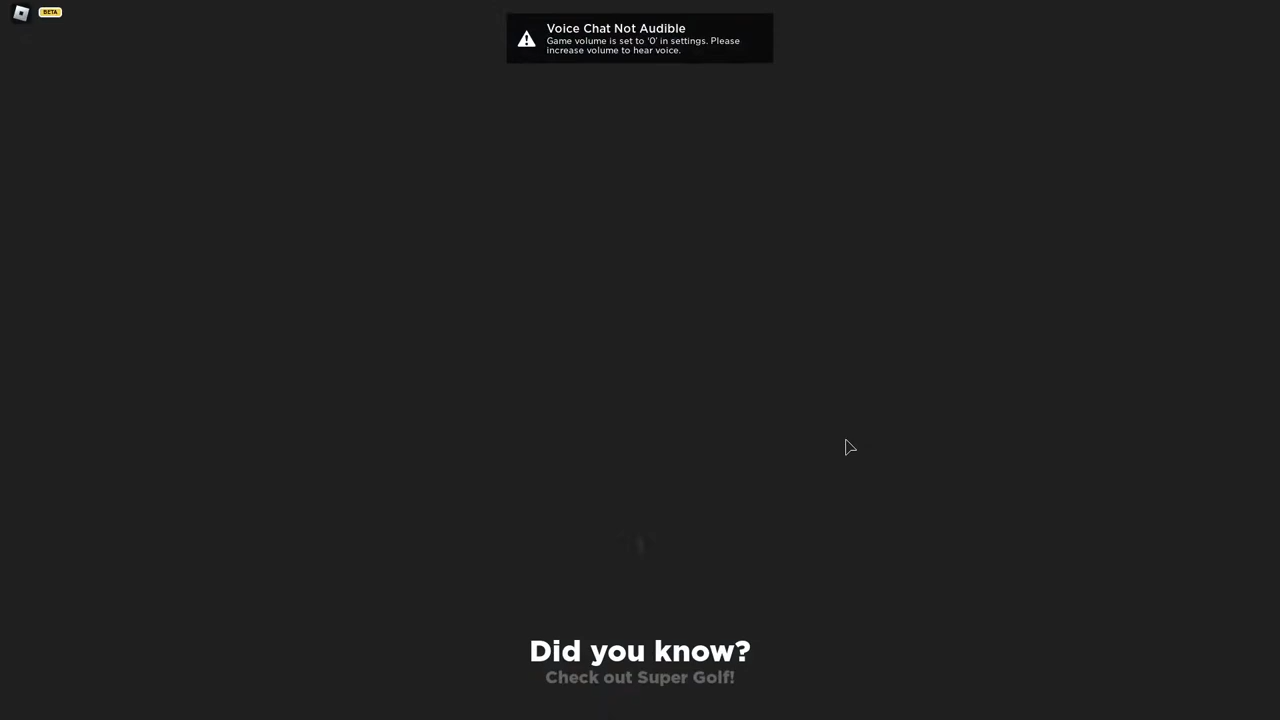 BETA
Voice Chat Not Audible
Game volume is set to '0' in settings. Please
increase volume to hear voice.
Did you know?
Check out Super Golf!